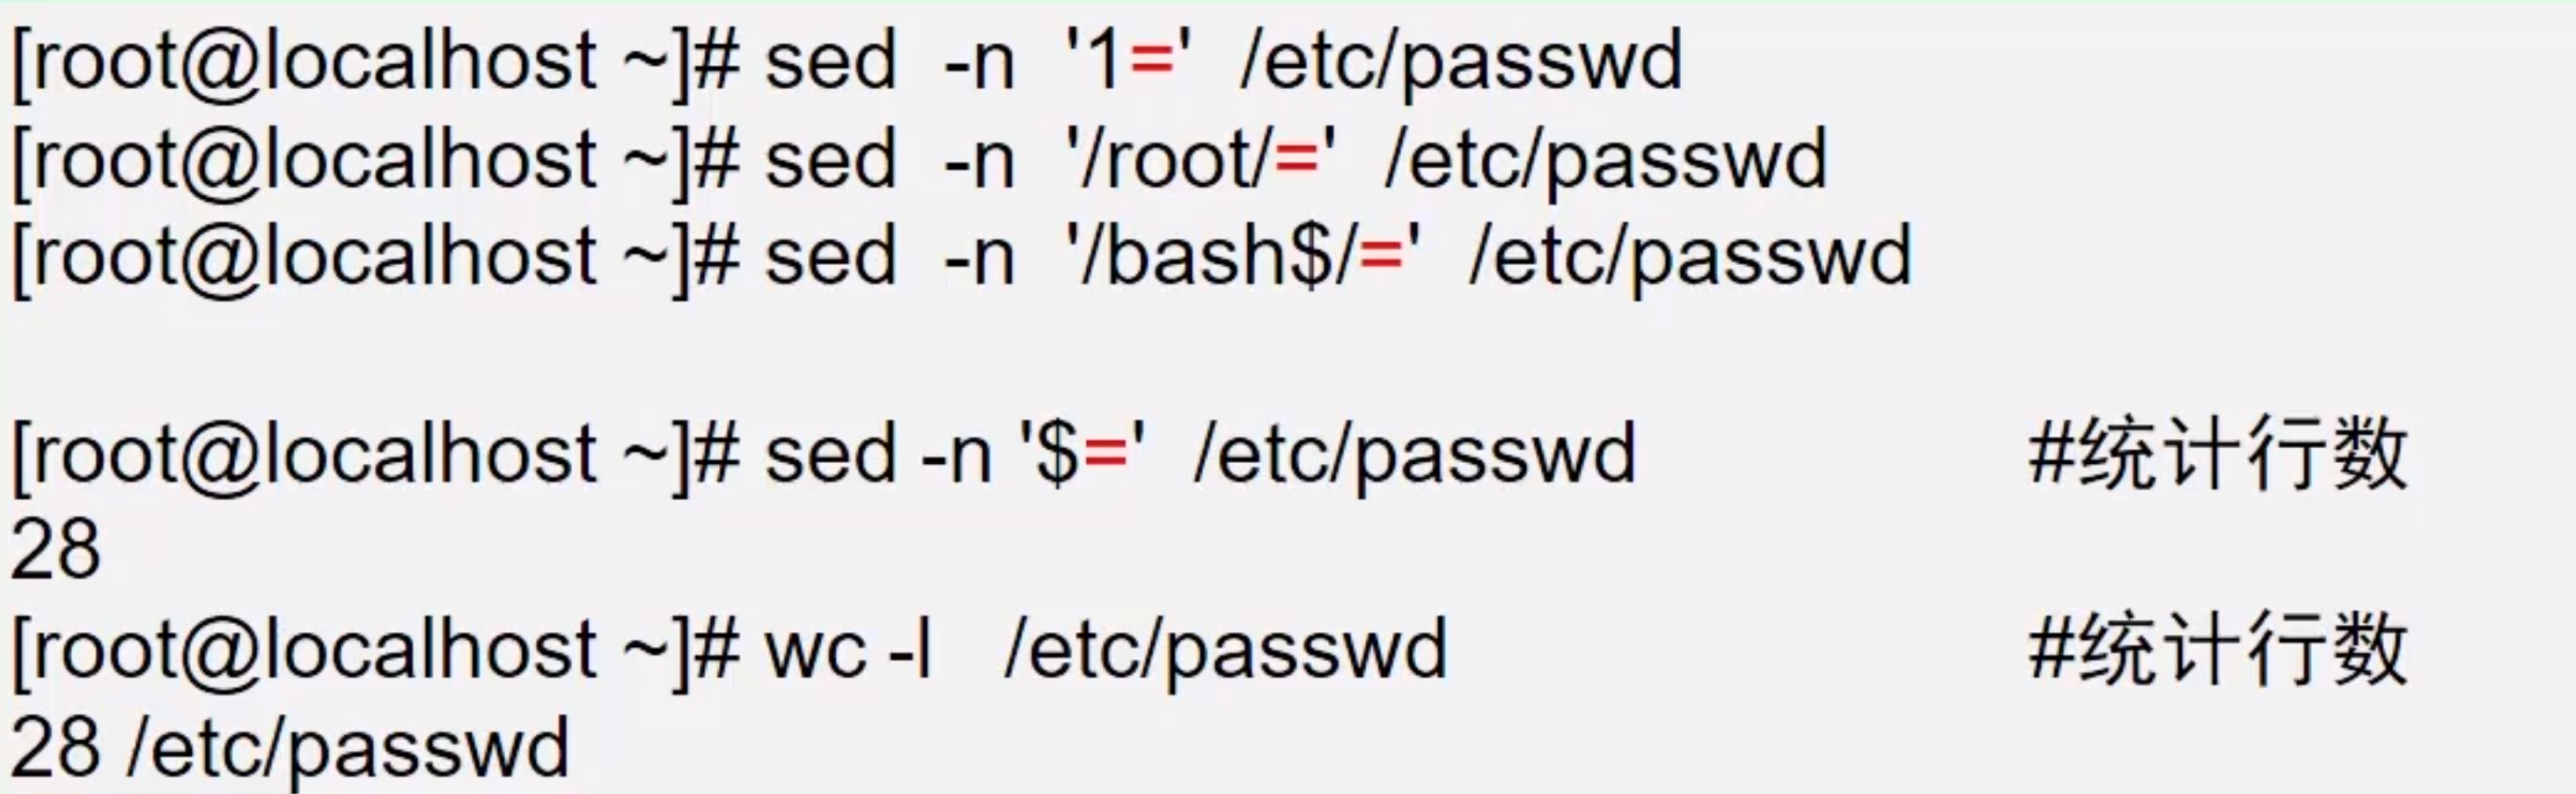 [root@localhost ~]# sed  -n  '1='  /etc/passwd
[root@localhost ~]# sed  -n  '/root/='  /etc/passwd
[root@localhost ~]# sed  -n  '/bash$/='  /etc/passwd
[root@localhost ~]# sed -n '$='  /etc/passwd #统计行数
28
[root@localhost ~]# wc -l   /etc/passwd #统计行数
28 /etc/passwd